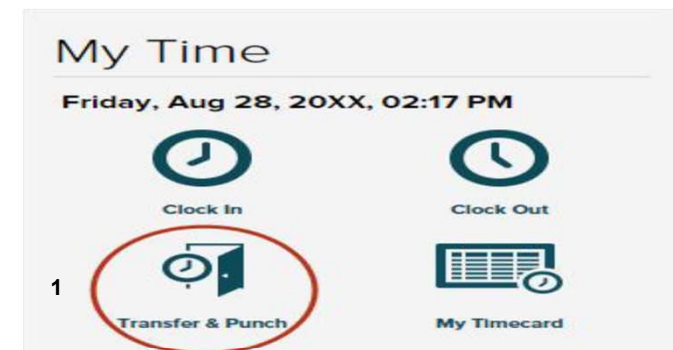 My Time
Friday, Aug 28, 20XX, 02:17 PM
Clock In
Clock Out
1
Transfer & Punch
My Timecard